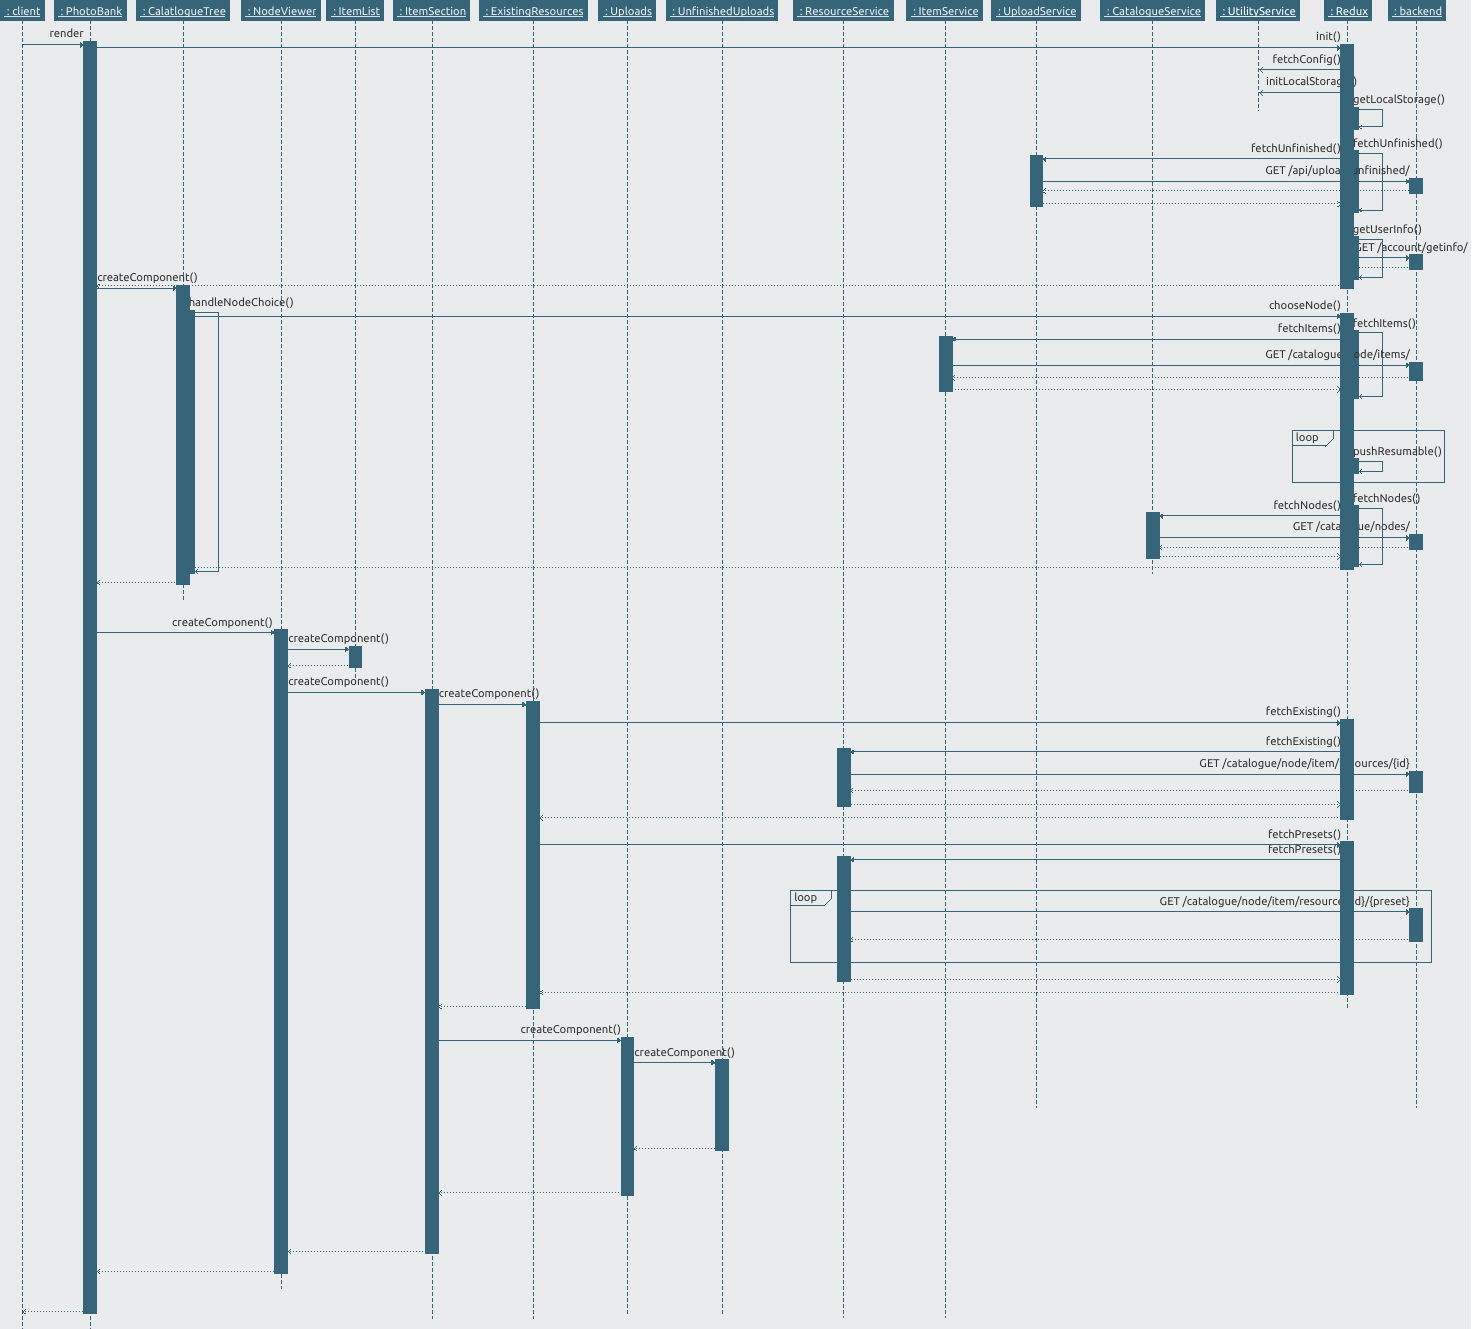 : client
: PhotoBank
: CalatlogueTree
: NodeViewer
: ItemList
: ItemSection
: ExistingResources
: Uploads
: UnfinishedUploads
: ResourceService
: ItemService
: UploadService
: CatalogueService
: UtilityService
: Redux
: backend
render
init()
fetchConfig()
initLocalStorage()
getLocalStorage()
fetchUnfinished()
fetchUnfinished()
GET /api/upload/unfinished/
getUserInfo()
GET /account/getinfo/
createComponent()
handleNodeChoice()
chooseNode()
fetchItems()
fetchItems()
GET /catalogue/node/items/
loop
pushResumable()
fetchNodes()
fetchNodes()
GET /catalogue/nodes/
createComponent()
createComponent()
createComponent()
createComponent()
fetchExisting()
fetchExisting()
GET /catalogue/node/item/resources/{id}
fetchPresets()
fetchPresets()
loop
GET /catalogue/node/item/resource/{id}/{preset}
createComponent()
createComponent()